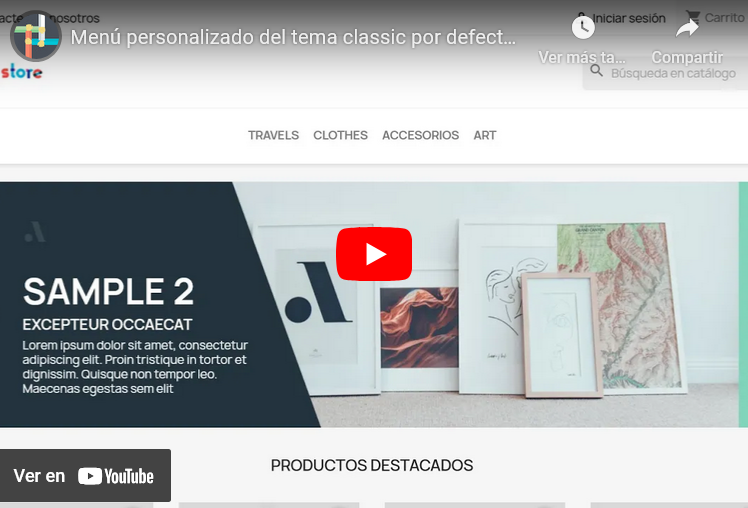 nosotros
Iniciar sesión
Carrito
Menú personalizado del tema classic por defect...
Ver más ta...
Compartir
store
Búsqueda en catálogo
TRAVELS CLOTHES ACCESORIOS ART
SAMPLE 2
EXCEPTEUR OCCAECAT
Lorem ipsum dolor sit amet, consectetur
adipiscing elit. Proin tristique in tortor et
dignissim. Quisque non tempor leo.
Maecenas egestas sem elit
PRODUCTOS DESTACADOS
Ver en YouTube